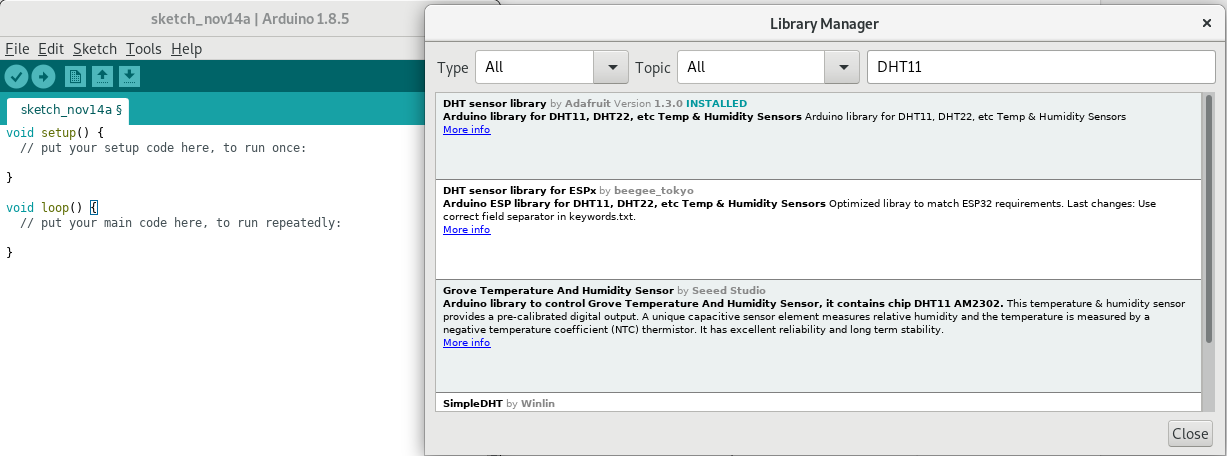 sketch_nov14a | Arduino 1.8.5
File Edit Sketch Tools Help
sketch_nov14a §
void setup() {
// put your setup code here, to run once:
}
void loop() {
// put your main code here, to run repeatedly:
}
Library Manager
Type All Topic All DHT11
DHT sensor library by Adafruit Version 1.3.0 INSTALLED
Arduino library for DHT11, DHT22, etc Temp & Humidity Sensors Arduino library for DHT11, DHT22, etc Temp & Humidity Sensors
More info
DHT sensor library for ESPx by beegee_tokyo
Arduino ESP library for DHT11, DHT22, etc Temp & Humidity Sensors Optimized libray to match ESP32 requirements. Last changes: Use
correct field separator in keywords.txt.
More info
Grove Temperature And Humidity Sensor by Seeed Studio
Arduino library to control Grove Temperature And Humidity Sensor, it contains chip DHT11 AM2302. This temperature & humidity sensor
provides a pre-calibrated digital output. A unique capacitive sensor element measures relative humidity and the temperature is measured by a
negative temperature coefficient (NTC) thermistor. It has excellent reliability and long term stability.
More info
SimpleDHT by Winlin
Close